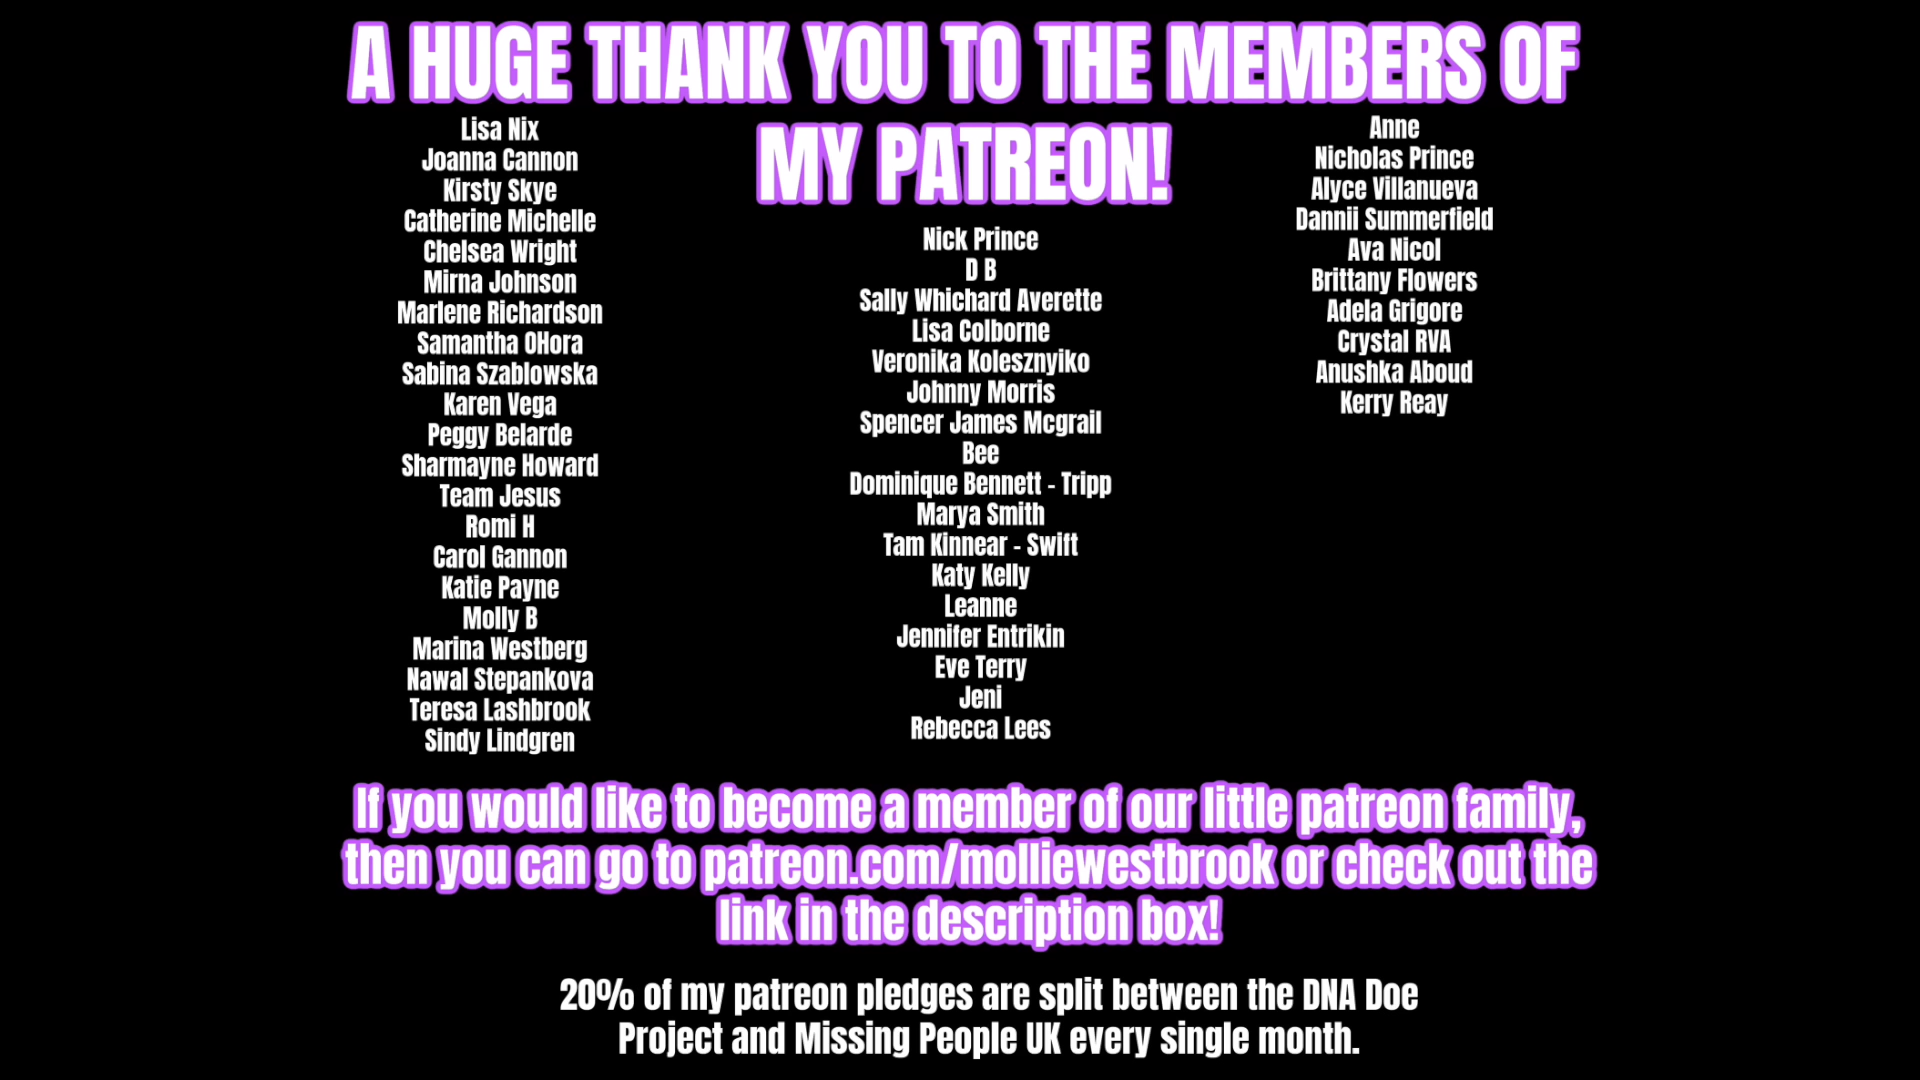 A HUGE THANK YOU TO THE MEMBERS OF
MY PATREON!
Lisa Nix
Joanna Cannon
Kirsty Skye
Catherine Michelle
Chelsea Wright
Mirna Johnson
Marlene Richardson
Samantha OHora
Sabina Szablowska
Karen Vega
Peggy Belarde
Sharmayne Howard
Team Jesus
Romi H
Carol Gannon
Katie Payne
Molly B
Marina Westberg
Nawal Stepankova
Teresa Lashbrook
Sindy Lindgren
Nick Prince
D B
Sally Whichard Averette
Lisa Colborne
Veronika Kolesznyiko
Johnny Morris
Spencer James Mcgrail
Bee
Dominique Bennett - Tripp
Marya Smith
Tam Kinnear - Swift
Katy Kelly
Leanne
Jennifer Entrikin
Eve Terry
Jeni
Rebecca Lees
Anne
Nicholas Prince
Alyce Villanueva
Dannii Summerfield
Ava Nicol
Brittany Flowers
Adela Grigore
Crystal RVA
Anushka Aboud
Kerry Reay
If you would like to become a member of our little patreon family,
then you can go to patreon.com/molliewestbrook or check out the
link in the description box!
20% of my patreon pledges are split between the DNA Doe
Project and Missing People UK every single month.